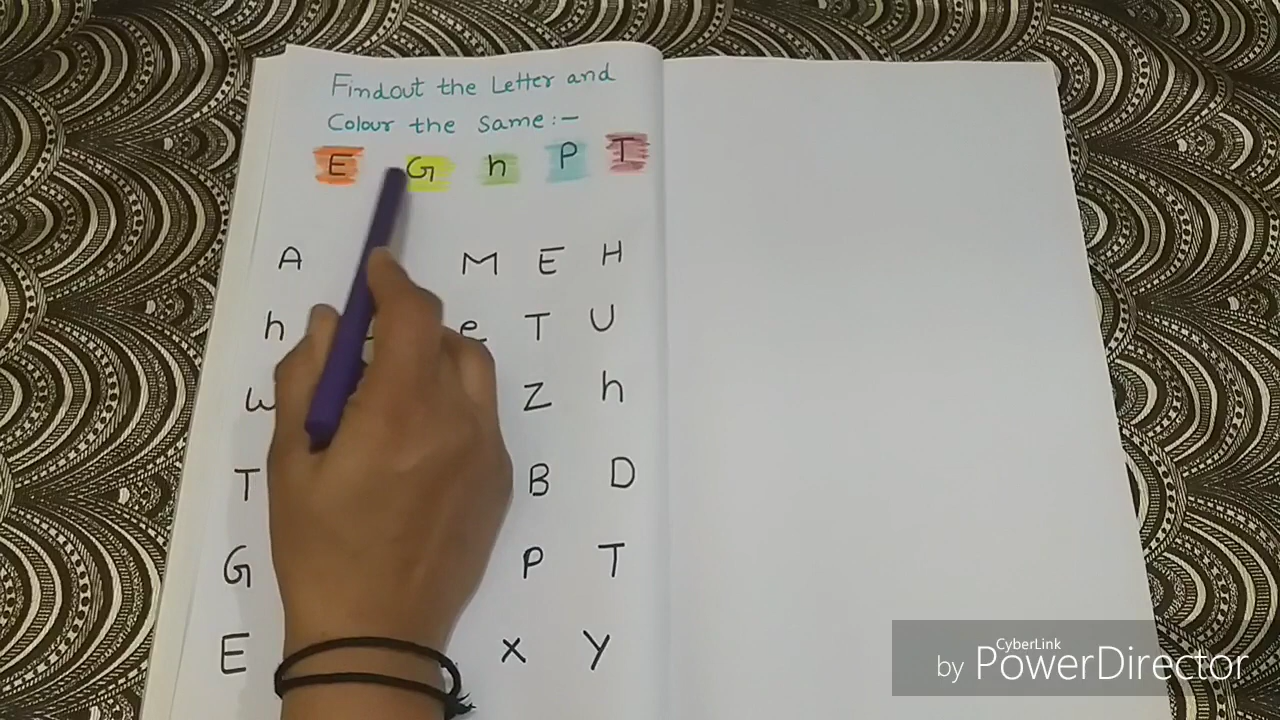 Findout the Letter and
Colour the same:-
E G h P T
A M E H
h e T U
w Z h
T B D
G P T
E x y
CyberLink
by PowerDirector